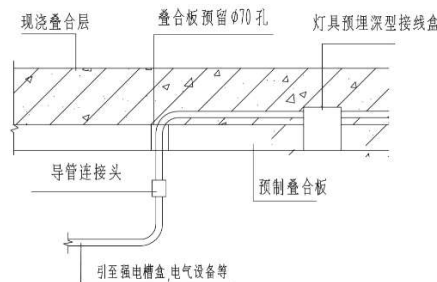 现浇叠合层
叠合板预留φ70孔
灯具预埋深型接线盒
导管连接头
预制叠合板
引至强电槽盒,电气设备等